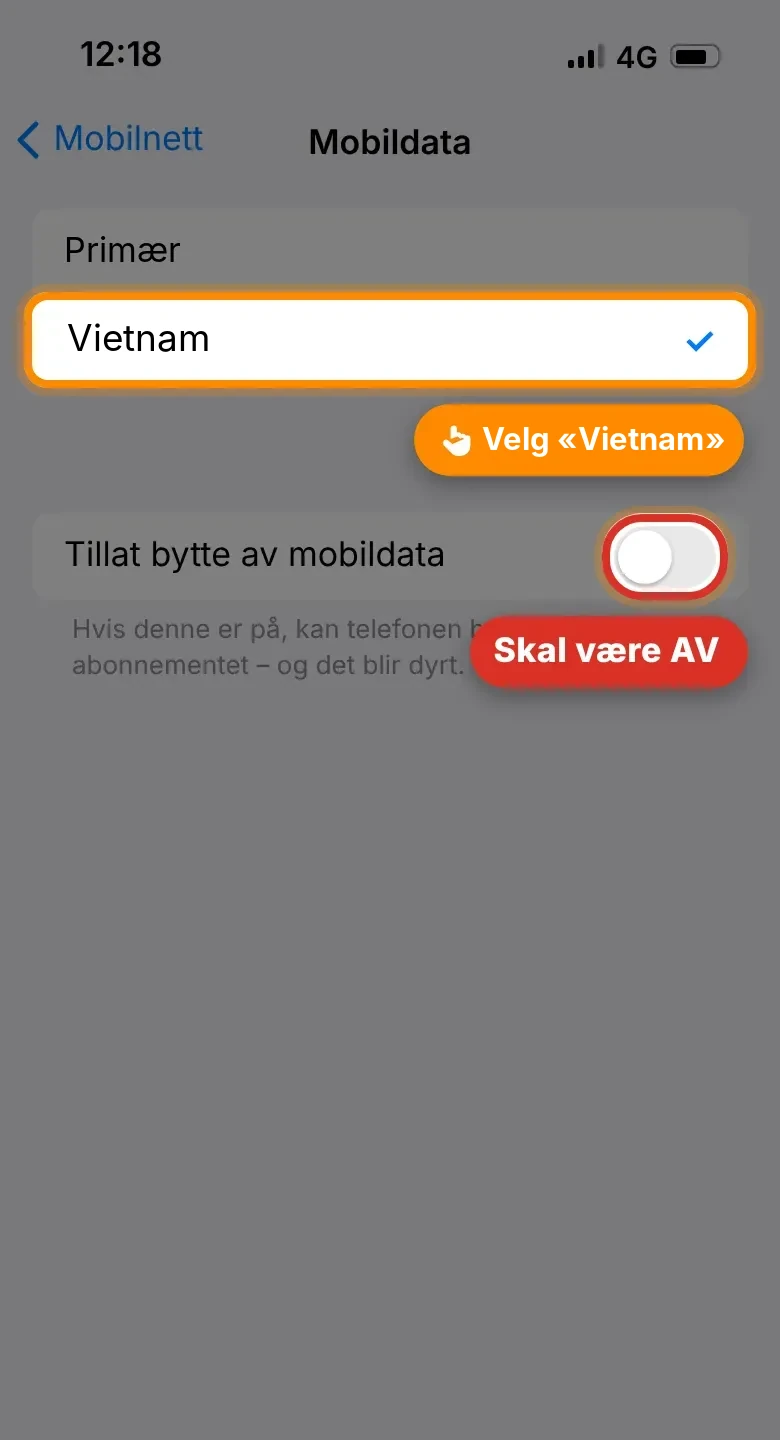 12:18
4G
Mobilnett
Mobildata
Primær
Vietnam
Velg «Vietnam»
Tillat bytte av mobildata
Hvis denne er på, kan telefonen
abonnementet – og det blir dyrt.
Skal være AV